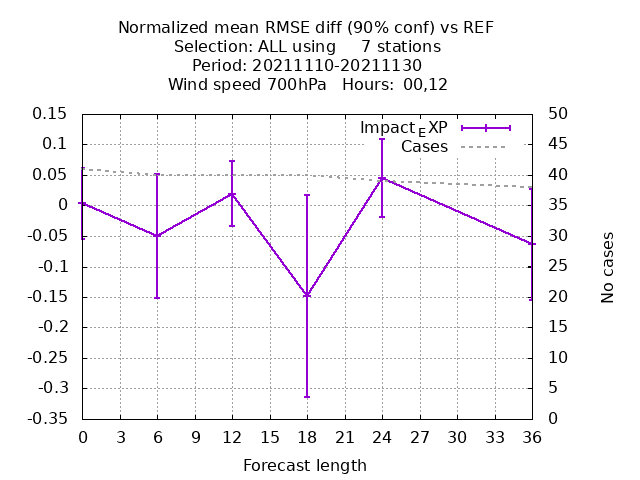 Normalized mean RMSE diff (90% conf) vs REF
Selection: ALL using     7 stations
Period: 20211110-20211130
Wind speed 700hPa   Hours:  00,12
Impact_EXP
Cases
0.15
0.1
0.05
0
-0.05
-0.1
-0.15
-0.2
-0.25
-0.3
-0.35
50
45
40
35
30
25
20
15
10
5
0
No cases
0 3 6 9 12 15 18 21 24 27 30 33 36
Forecast length